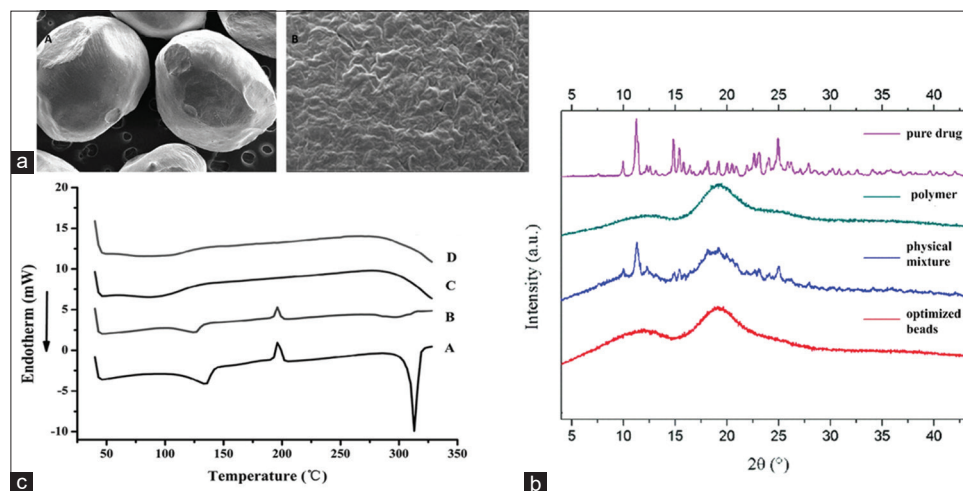 A
B
a
20
15
10
5
0
-5
-10
Endotherm (mW)
D
C
B
A
50
100
150
200
250
300
350
Temperature (℃)
c
5
10
15
20
25
30
35
40
pure drug
polymer
physical
mixture
optimized
beads
Intensity (a.u.)
5
10
15
20
25
30
35
40
2θ (°)
b